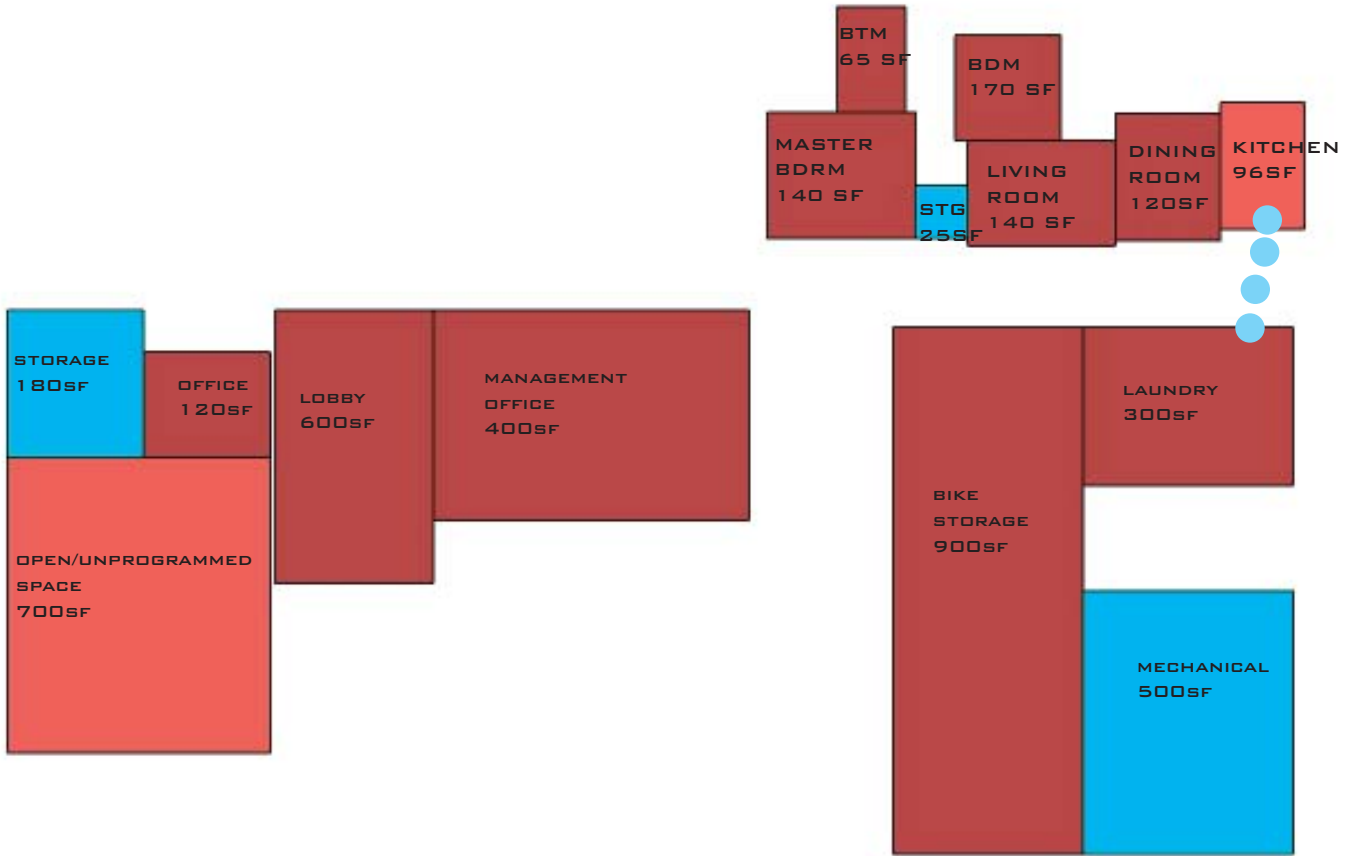 BTM
65 SF
BDM
170 SF
MASTER
BDRM
140 SF
STG
25SF
LIVING
ROOM
140 SF
DINING
ROOM
120SF
KITCHEN
96SF
STORAGE
180SF
OFFICE
120SF
LOBBY
600SF
MANAGEMENT
OFFICE
400SF
OPEN/UNPROGRAMMED
SPACE
700SF
LAUNDRY
300SF
BIKE
STORAGE
900SF
MECHANICAL
500SF